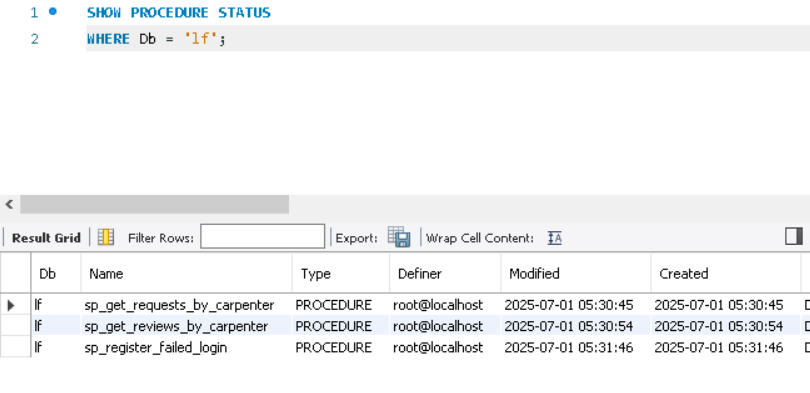 1 SHOW PROCEDURE STATUS
2 WHERE Db = 'lf';
Result Grid Filter Rows: Export: Wrap Cell Content:
Db Name Type Definer Modified Created
lf sp_get_requests_by_carpenter PROCEDURE root@localhost 2025-07-01 05:30:45 2025-07-01 05:30:45
lf sp_get_reviews_by_carpenter PROCEDURE root@localhost 2025-07-01 05:30:54 2025-07-01 05:30:54
lf sp_register_failed_login PROCEDURE root@localhost 2025-07-01 05:31:46 2025-07-01 05:31:46